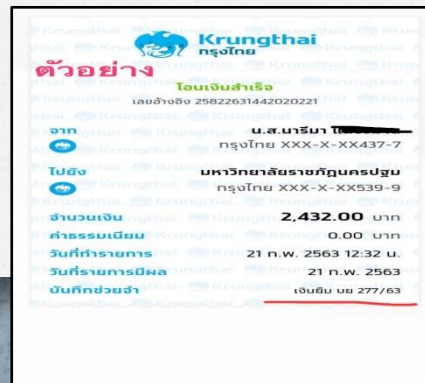 Krungthai
กรุงไทย
ตัวอย่าง
โอนเงินสำเร็จ
เลขอ้างอิง 25822631442020221
จาก น.ส.นารีมา
กรุงไทย XXX-X-XX437-7
ไปยัง มหาวิทยาลัยราชภัฏนครปฐม
กรุงไทย XXX-X-XX539-9
จำนวนเงิน 2,432.00 บาท
ค่าธรรมเนียม 0.00 บาท
วันที่ทำรายการ 21 ก.พ. 2563 12:32 น.
วันที่รายการมีผล 21 ก.พ. 2563
บันทึกช่วยจำ เงินยืม บย 277/63